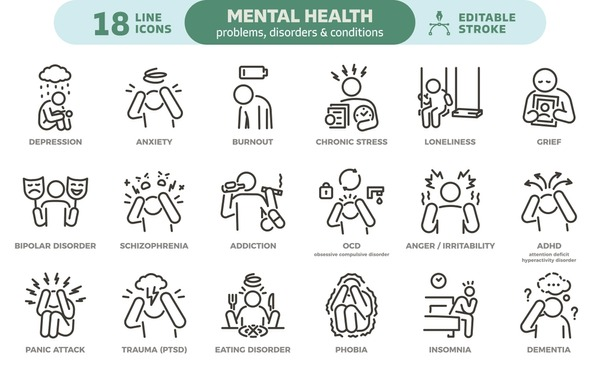 18 LINE ICONS
MENTAL HEALTH
problems, disorders & conditions
EDITABLE STROKE
DEPRESSION
ANXIETY
BURNOUT
CHRONIC STRESS
LONELINESS
GRIEF
BIPOLAR DISORDER
SCHIZOPHRENIA
ADDICTION
OCD
obsessive compulsive disorder
ANGER / IRRITABILITY
ADHD
attention deficit
hyperactivity disorder
PANIC ATTACK
TRAUMA (PTSD)
EATING DISORDER
PHOBIA
INSOMNIA
DEMENTIA